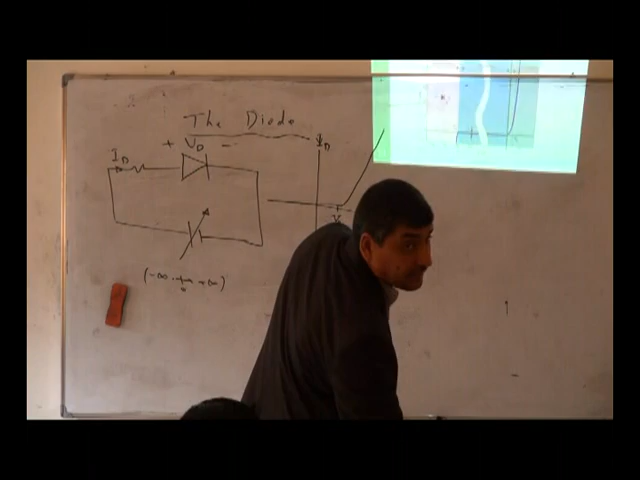 The Diode
+ V_D -
I_D
I_D
V
(-∞ +∞)